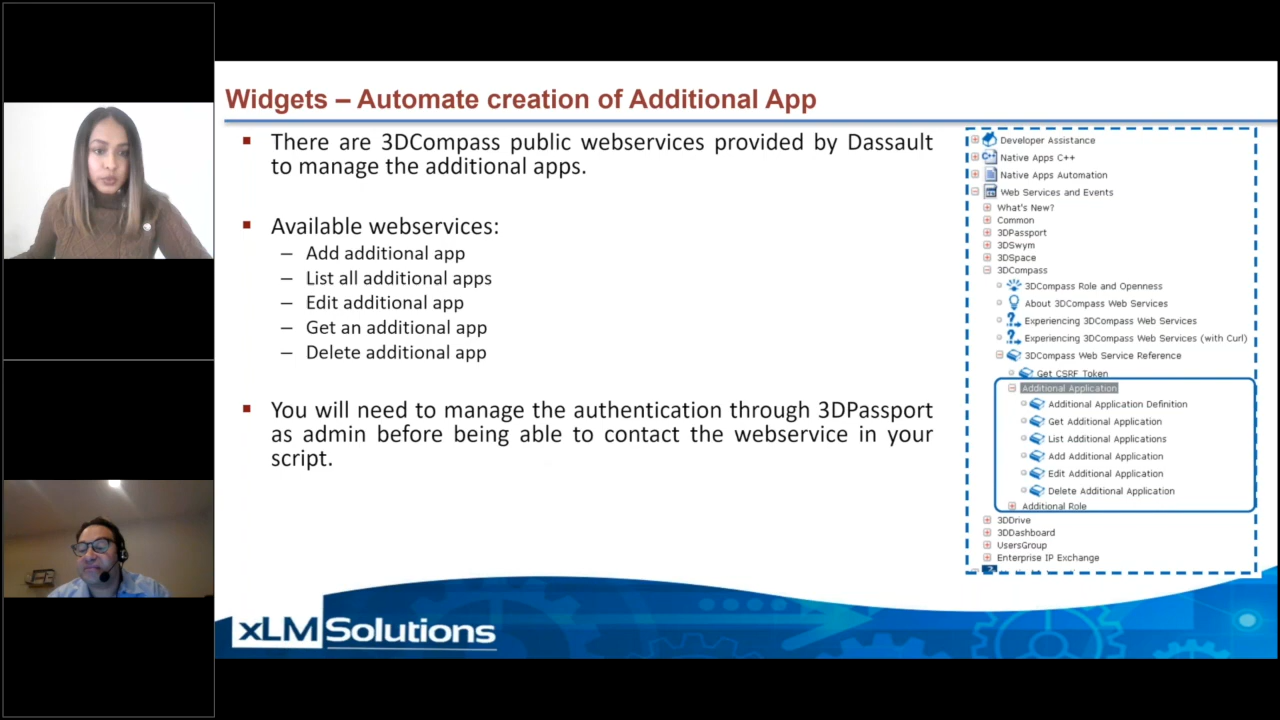 Widgets – Automate creation of Additional App
▪ There are 3DCompass public webservices provided by Dassault
to manage the additional apps.
▪ Available webservices:
– Add additional app
– List all additional apps
– Edit additional app
– Get an additional app
– Delete additional app
▪ You will need to manage the authentication through 3DPassport
as admin before being able to contact the webservice in your
script.
Developer Assistance
Native Apps C++
Native Apps Automation
Web Services and Events
What's New?
Common
3DPassport
3DSwym
3DSpace
3DCompass
3DCompass Role and Openness
About 3DCompass Web Services
Experiencing 3DCompass Web Services
Experiencing 3DCompass Web Services (with Curl)
3DCompass Web Service Reference
Get CSRF Token
Additional Application
Additional Application Definition
Get Additional Application
List Additional Applications
Add Additional Application
Edit Additional Application
Delete Additional Application
Additional Role
3DDrive
3DDashboard
UsersGroup
Enterprise IP Exchange
xLM Solutions